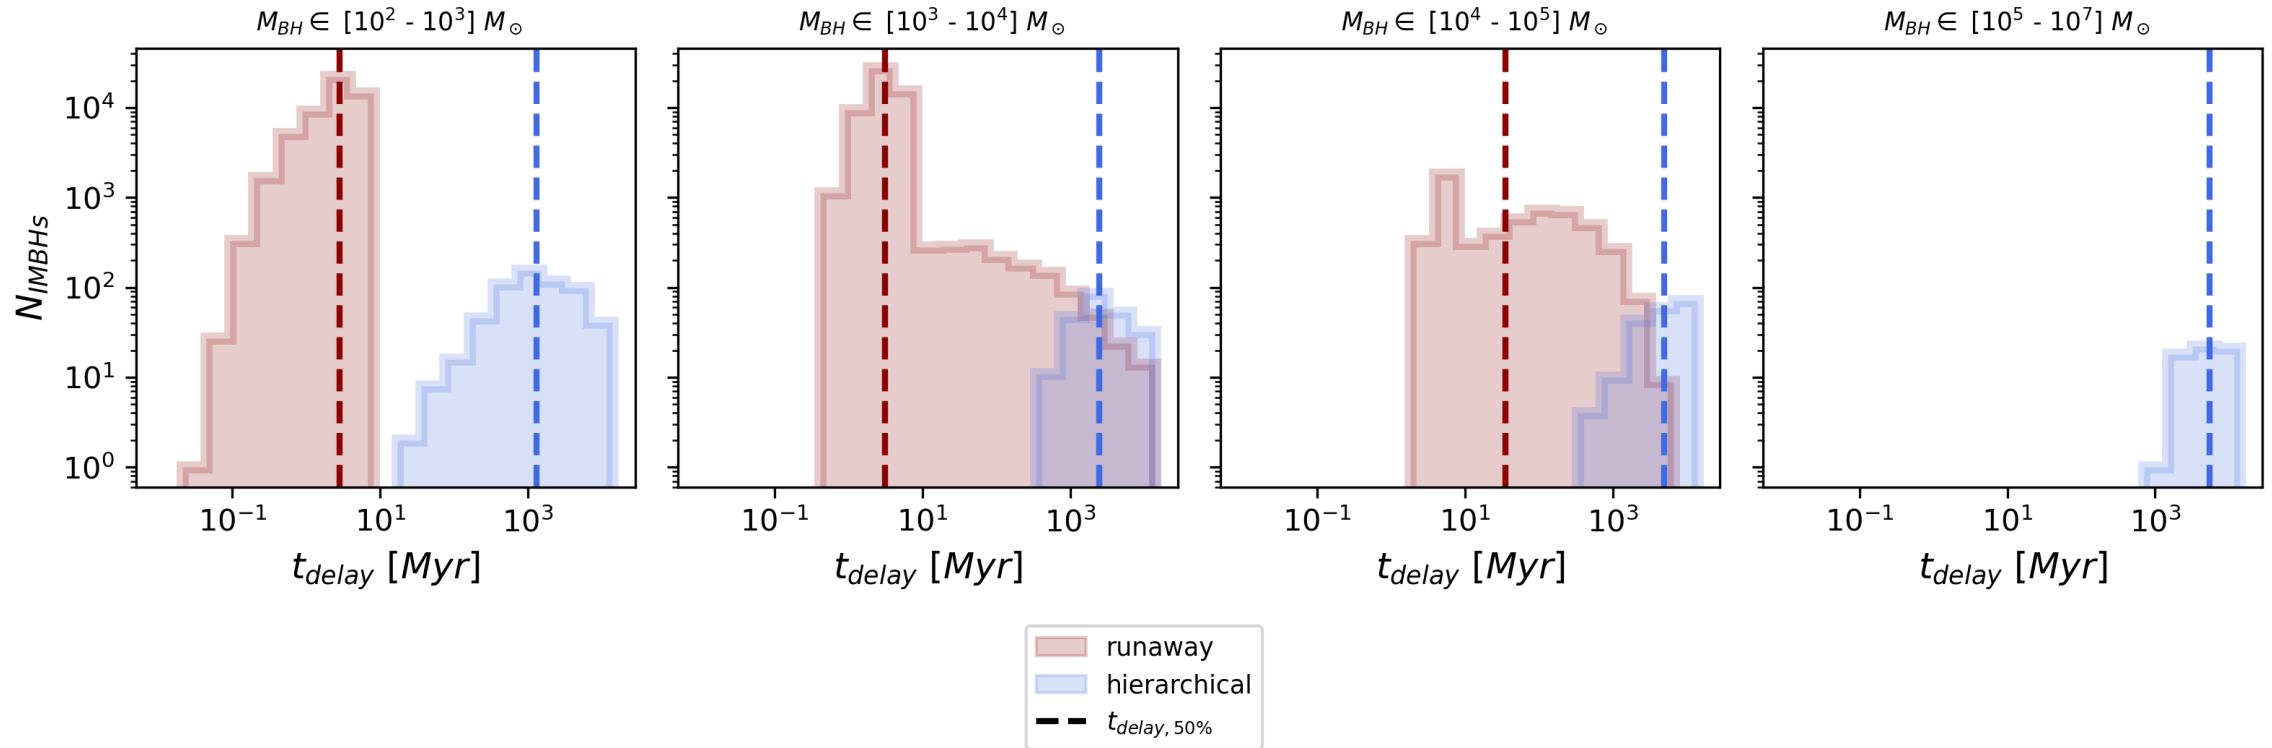 M_BH ∈ [10^2 - 10^3] M_⊙
M_BH ∈ [10^3 - 10^4] M_⊙
M_BH ∈ [10^4 - 10^5] M_⊙
M_BH ∈ [10^5 - 10^7] M_⊙
N_IMBHs
10^4
10^3
10^2
10^1
10^0
10^−1 10^1 10^3
10^−1 10^1 10^3
10^−1 10^1 10^3
10^−1 10^1 10^3
t_delay [Myr]
t_delay [Myr]
t_delay [Myr]
t_delay [Myr]
runaway
hierarchical
t_delay, 50%